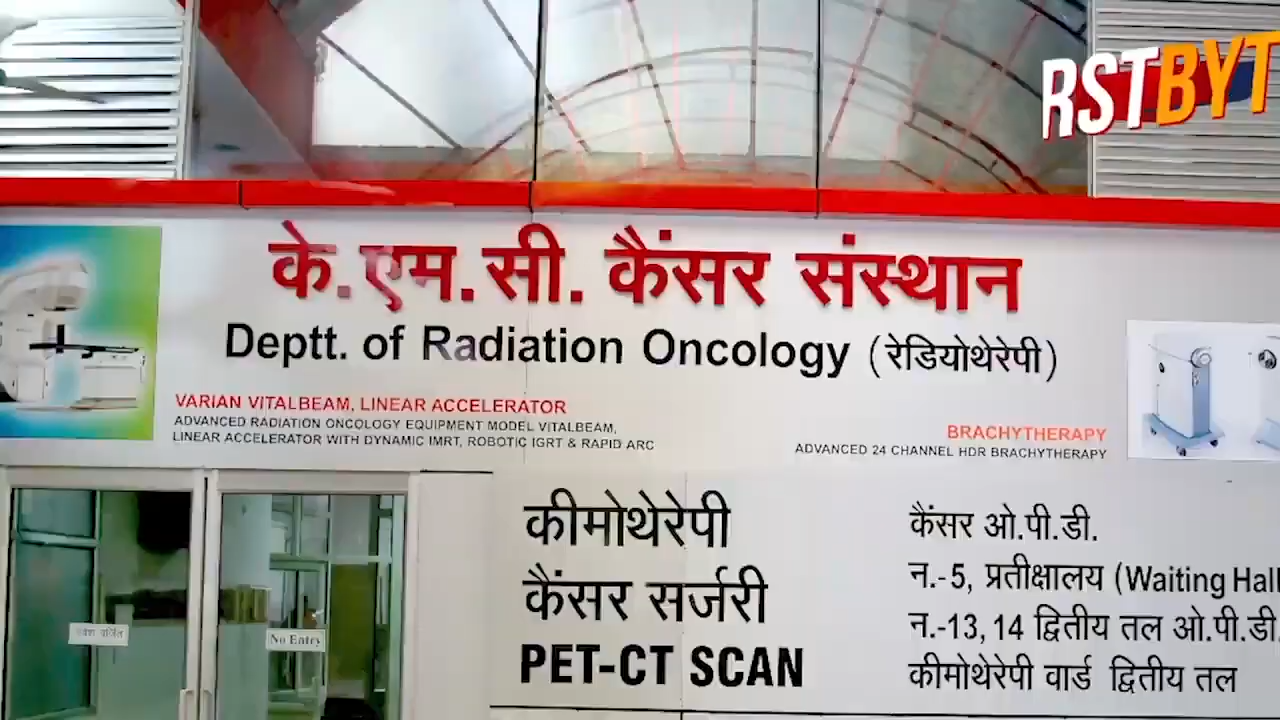 RSTBYT
के.एम.सी. कैंसर संस्थान
Deptt. of Radiation Oncology (रेडियोथेरेपी)
VARIAN VITALBEAM, LINEAR ACCELERATOR
ADVANCED RADIATION ONCOLOGY EQUIPMENT MODEL VITALBEAM,
LINEAR ACCELERATOR WITH DYNAMIC IMRT, ROBOTIC IGRT & RAPID ARC
BRACHYTHERAPY
ADVANCED 24 CHANNEL HDR BRACHYTHERAPY
कीमोथेरेपी
कैंसर सर्जरी
PET-CT SCAN
कैंसर ओ.पी.डी.
न.-5, प्रतीक्षालय (Waiting Hall
न.-13, 14 द्वितीय तल ओ.पी.डी
कीमोथेरेपी वार्ड द्वितीय तल
No Entry